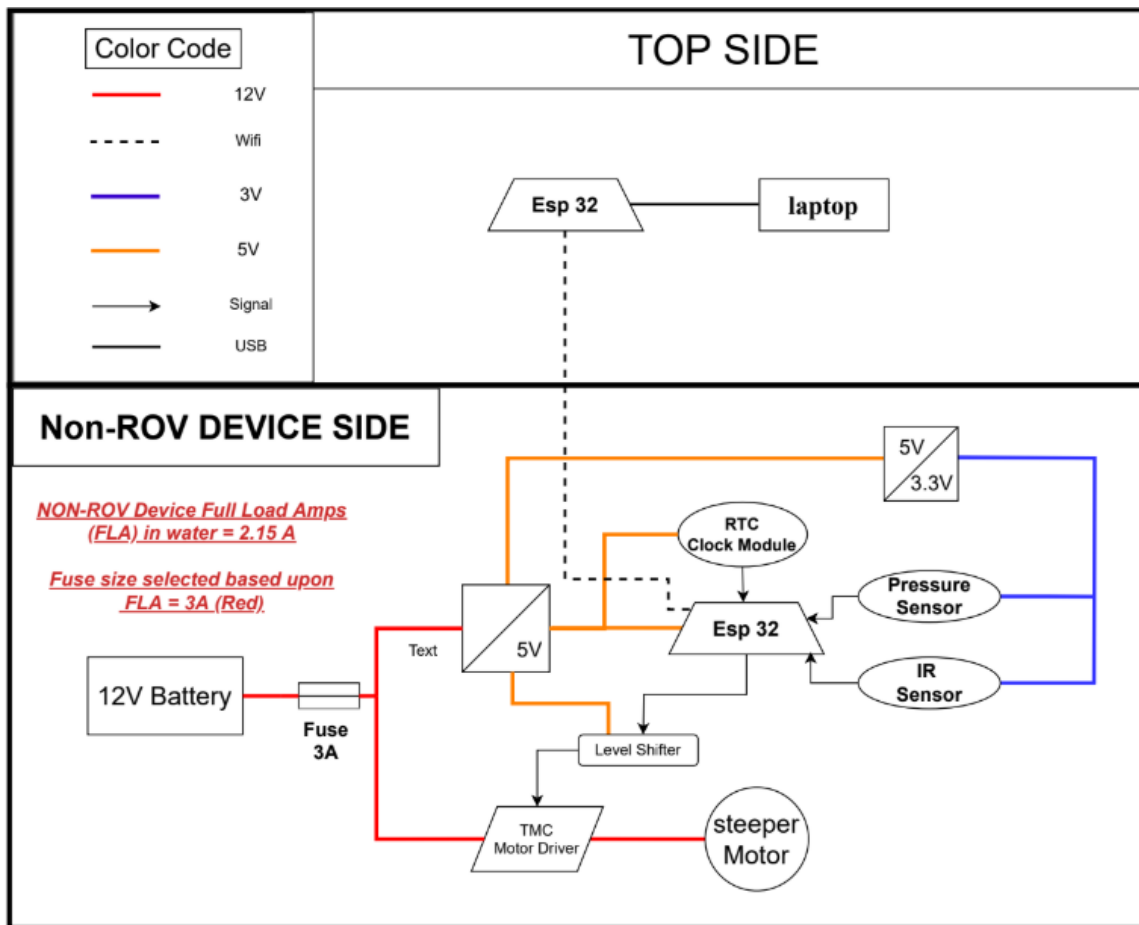 Color Code
12V
Wifi
3V
5V
Signal
USB
TOP SIDE
Esp 32
laptop
Non-ROV DEVICE SIDE
NON-ROV Device Full Load Amps
(FLA) in water = 2.15 A
Fuse size selected based upon
FLA = 3A (Red)
12V Battery
Fuse
3A
Text
5V
5V
3.3V
RTC
Clock Module
Esp 32
Pressure
Sensor
IR
Sensor
Level Shifter
TMC
Motor Driver
steeper
Motor